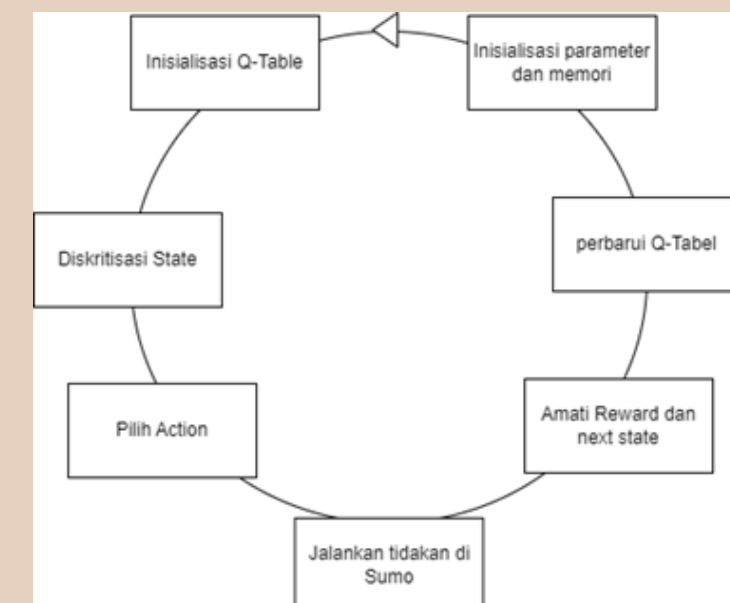 Inisialisasi Q-Table
Inisialisasi parameter
dan memori
Diskritisasi State
perbarui Q-Tabel
Pilih Action
Amati Reward dan
next state
Jalankan tidakan di
Sumo